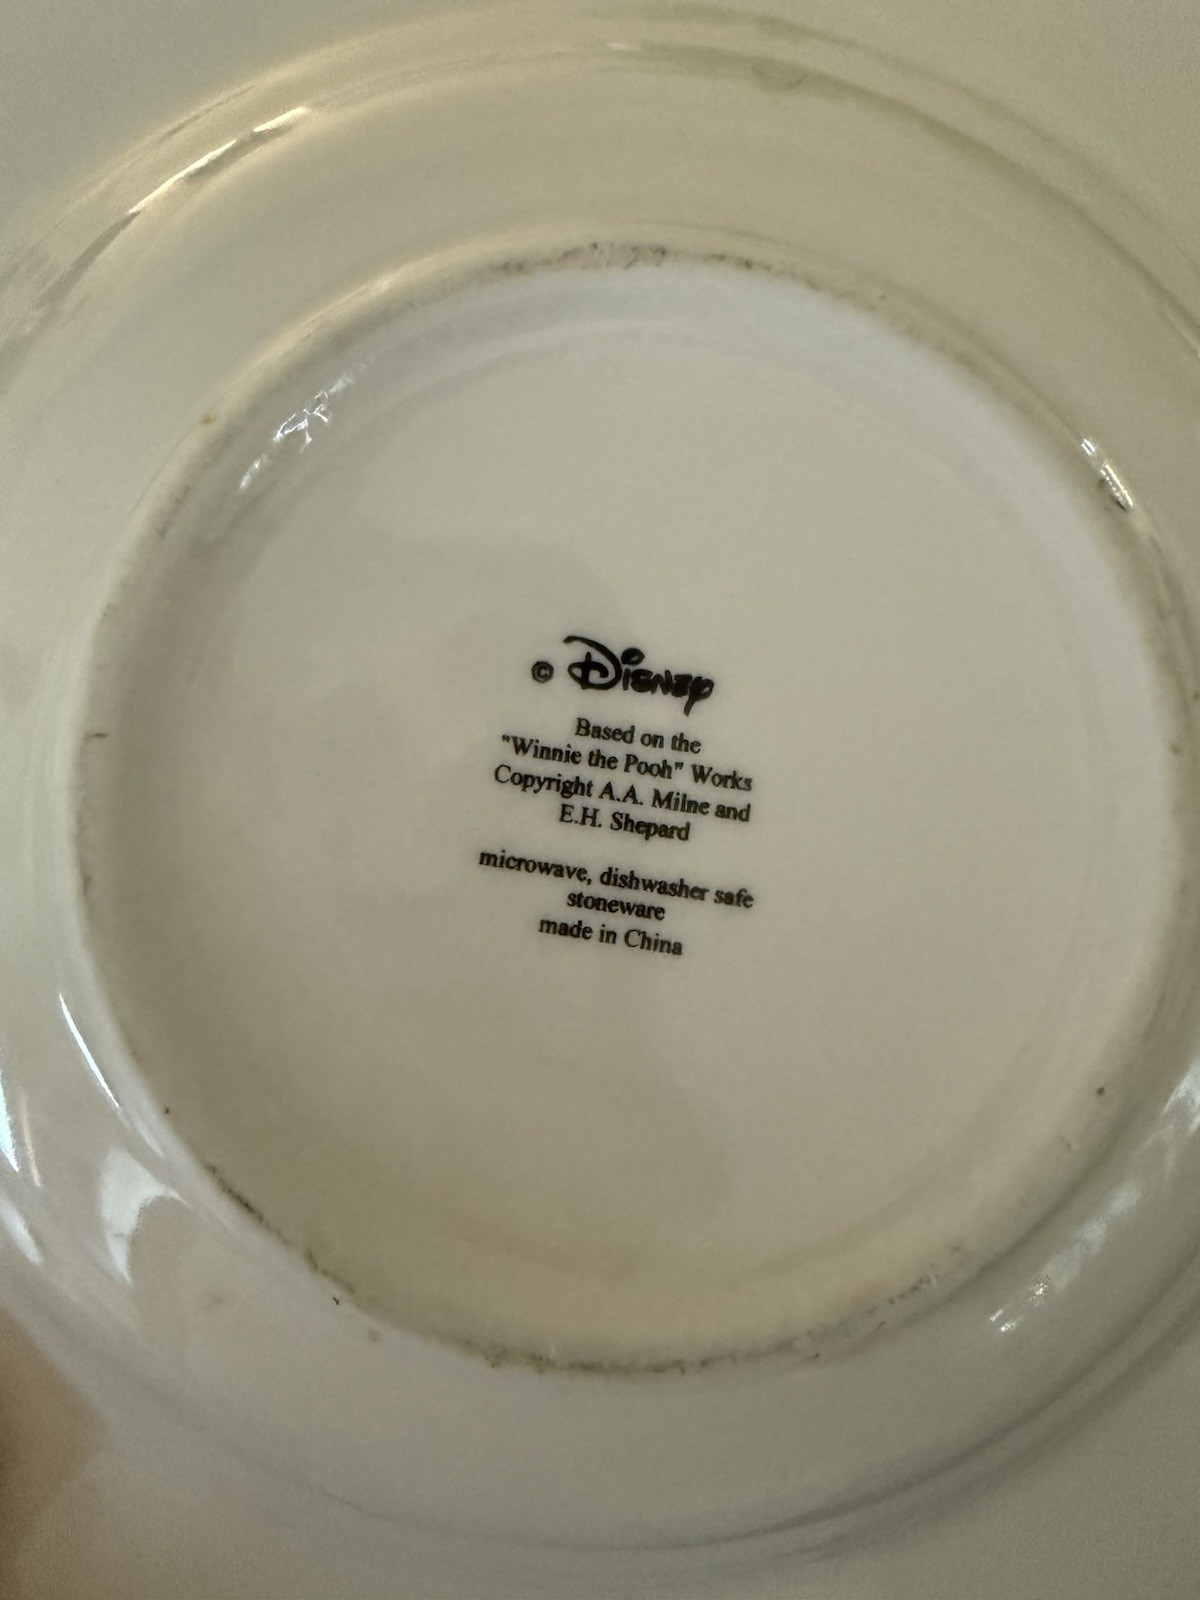 © Disney
Based on the
"Winnie the Pooh" Works
Copyright A.A. Milne and
E.H. Shepard
microwave, dishwasher safe
stoneware
made in China